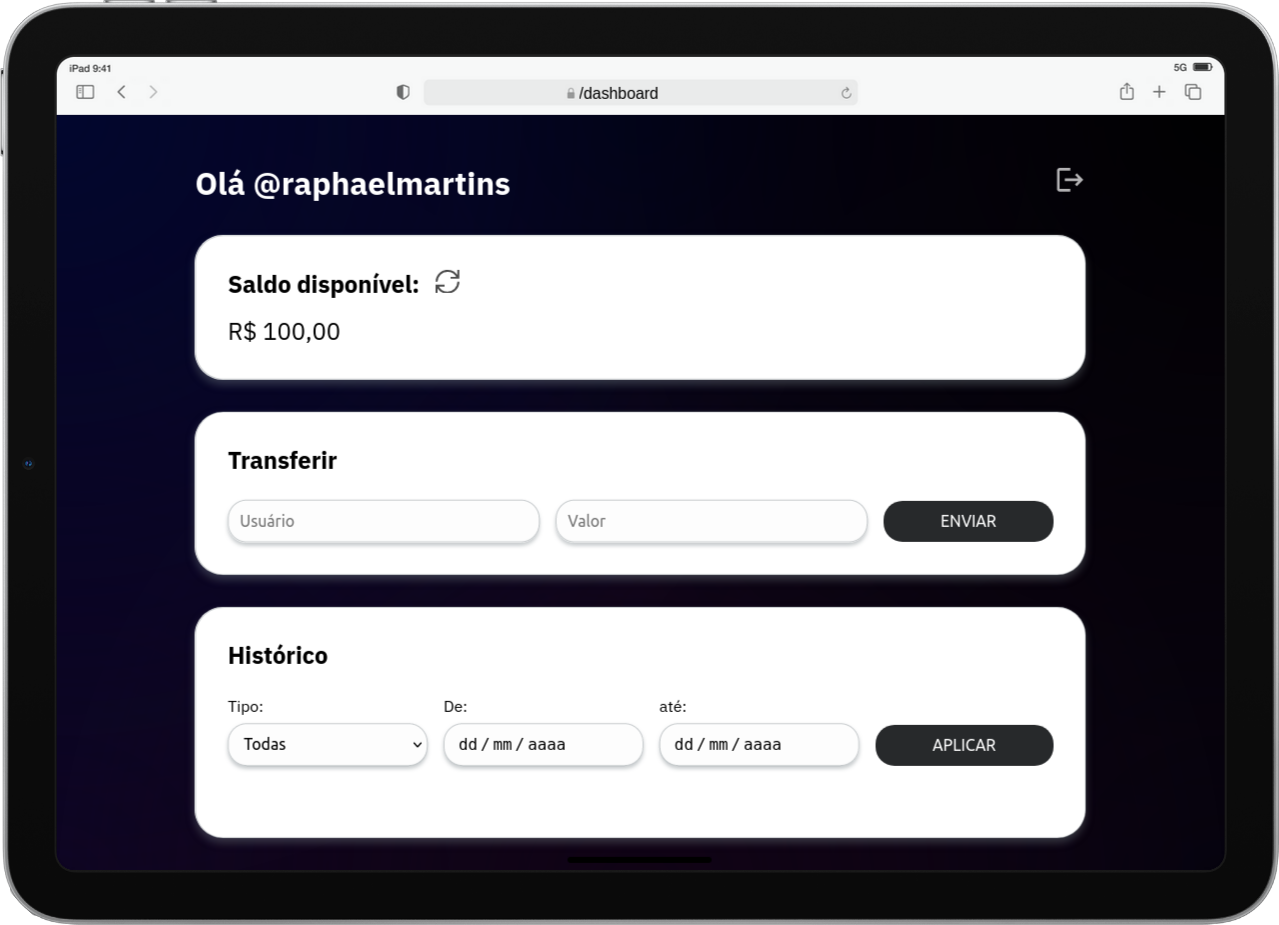 iPad 9:41
5G
/dashboard
Olá @raphaelmartins
Saldo disponível:
R$ 100,00
Transferir
Usuário
Valor
ENVIAR
Histórico
Tipo:
De:
até:
Todas
dd / mm / aaaa
dd / mm / aaaa
APLICAR